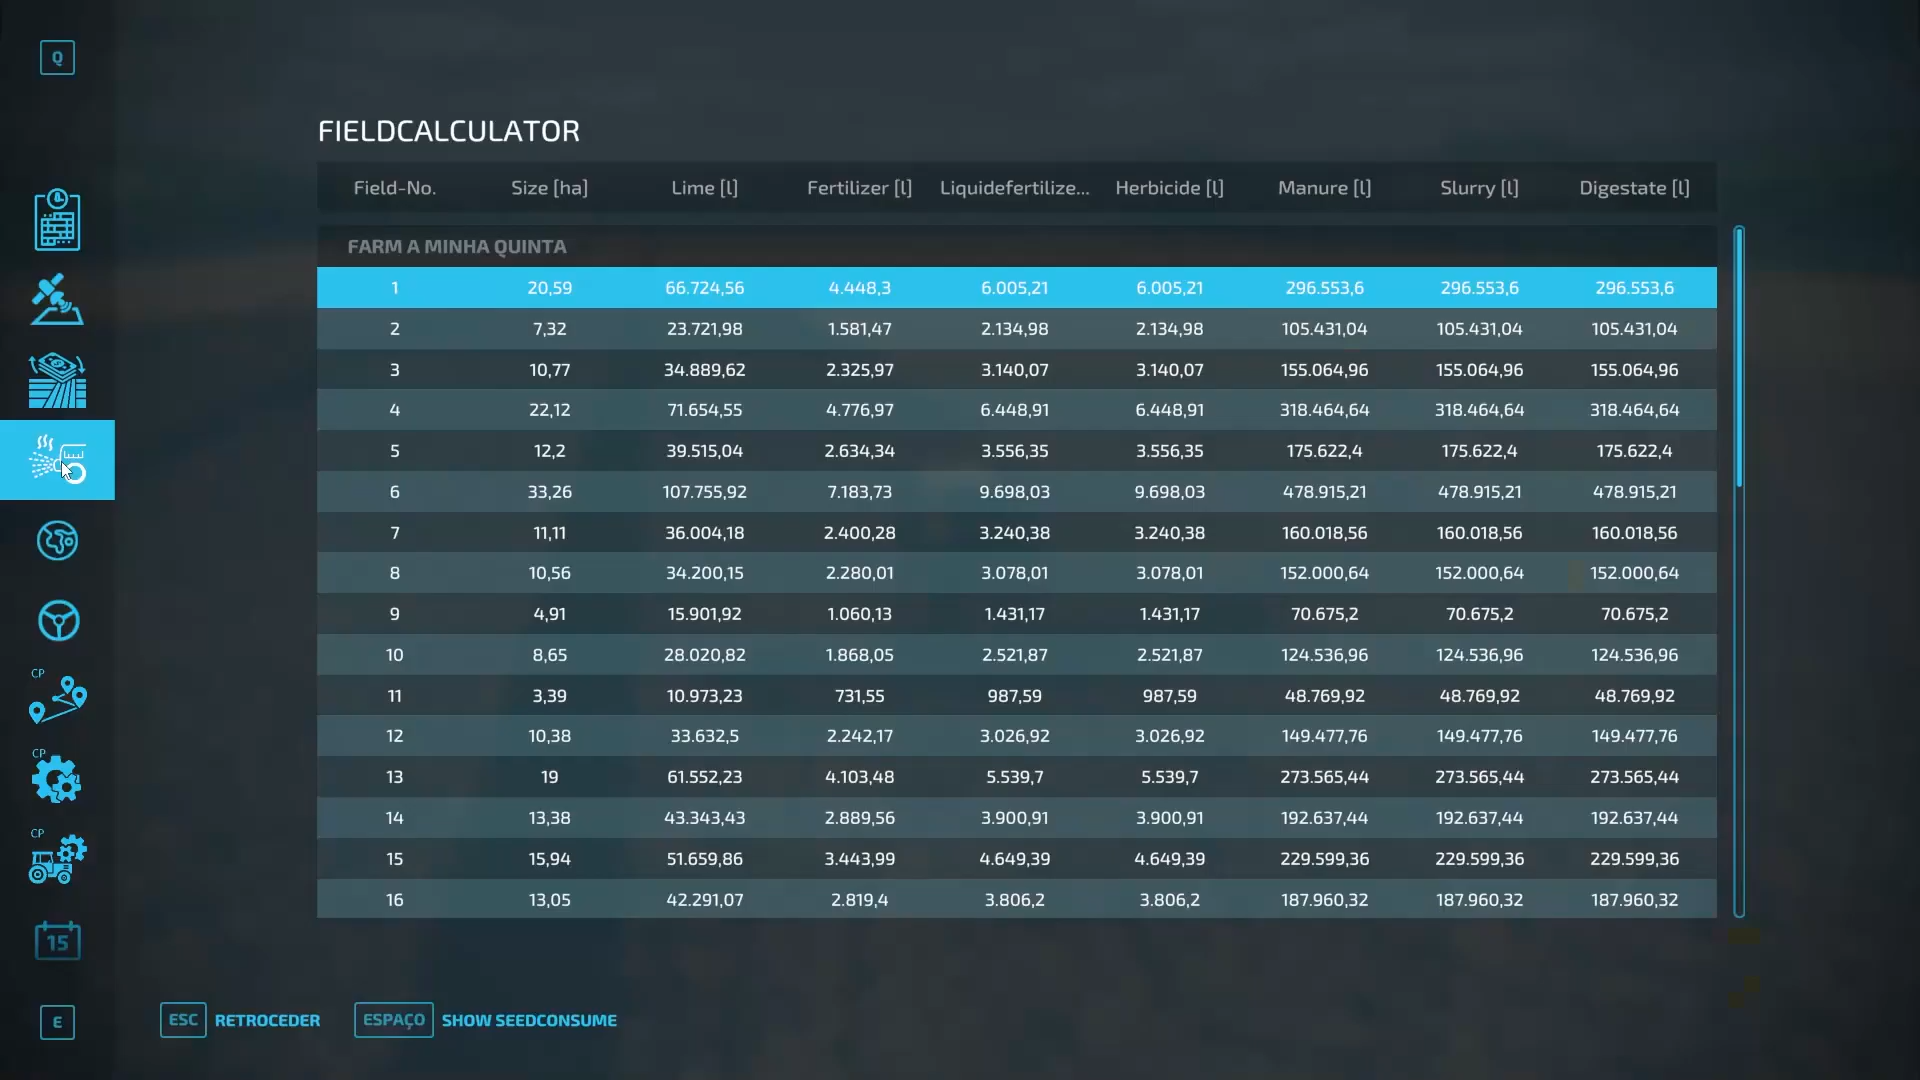 Q
FIELDCALCULATOR
Field-No. Size [ha] Lime [l] Fertilizer [l] Liquidefertilize... Herbicide [l] Manure [l] Slurry [l] Digestate [l]
FARM A MINHA QUINTA
1 20,59 66.724,56 4.448,3 6.005,21 6.005,21 296.553,6 296.553,6 296.553,6
2 7,32 23.721,98 1.581,47 2.134,98 2.134,98 105.431,04 105.431,04 105.431,04
3 10,77 34.889,62 2.325,97 3.140,07 3.140,07 155.064,96 155.064,96 155.064,96
4 22,12 71.654,55 4.776,97 6.448,91 6.448,91 318.464,64 318.464,64 318.464,64
5 12,2 39.515,04 2.634,34 3.556,35 3.556,35 175.622,4 175.622,4 175.622,4
6 33,26 107.755,92 7.183,73 9.698,03 9.698,03 478.915,21 478.915,21 478.915,21
7 11,11 36.004,18 2.400,28 3.240,38 3.240,38 160.018,56 160.018,56 160.018,56
8 10,56 34.200,15 2.280,01 3.078,01 3.078,01 152.000,64 152.000,64 152.000,64
9 4,91 15.901,92 1.060,13 1.431,17 1.431,17 70.675,2 70.675,2 70.675,2
10 8,65 28.020,82 1.868,05 2.521,87 2.521,87 124.536,96 124.536,96 124.536,96
11 3,39 10.973,23 731,55 987,59 987,59 48.769,92 48.769,92 48.769,92
12 10,38 33.632,5 2.242,17 3.026,92 3.026,92 149.477,76 149.477,76 149.477,76
13 19 61.552,23 4.103,48 5.539,7 5.539,7 273.565,44 273.565,44 273.565,44
14 13,38 43.343,43 2.889,56 3.900,91 3.900,91 192.637,44 192.637,44 192.637,44
15 15,94 51.659,86 3.443,99 4.649,39 4.649,39 229.599,36 229.599,36 229.599,36
16 13,05 42.291,07 2.819,4 3.806,2 3.806,2 187.960,32 187.960,32 187.960,32
CP
CP
CP
15
E
ESC RETROCEDER ESPAÇO SHOW SEEDCONSUME